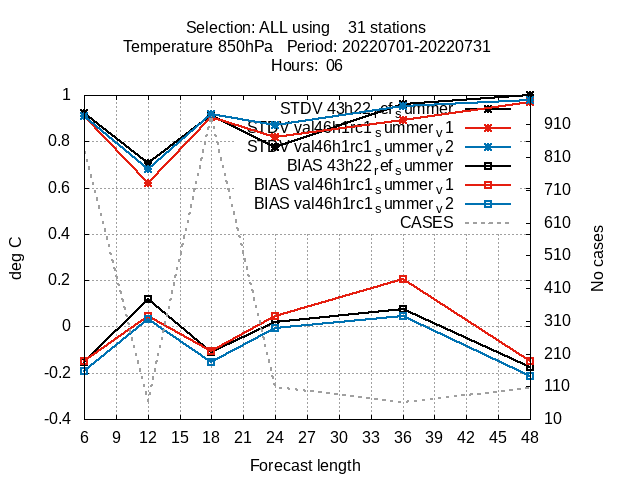 Selection: ALL using 31 stations
Temperature 850hPa Period: 20220701-20220731
Hours: 06
STDV 43h22_ref_summer
STDV val46h1rc1_summer_v1
STDV val46h1rc1_summer_v2
BIAS 43h22_ref_summer
BIAS val46h1rc1_summer_v1
BIAS val46h1rc1_summer_v2
CASES
deg C
1
0.8
0.6
0.4
0.2
0
-0.2
-0.4
No cases
910
810
710
610
510
410
310
210
110
10
6 9 12 15 18 21 24 27 30 33 36 39 42 45 48
Forecast length